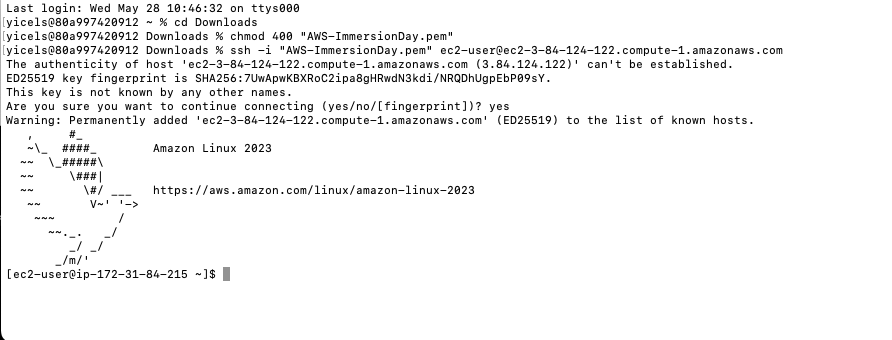 Last login: Wed May 28 10:46:32 on ttys000
[yicels@80a997420912 ~ % cd Downloads
[yicels@80a997420912 Downloads % chmod 400 "AWS-ImmersionDay.pem"
[yicels@80a997420912 Downloads % ssh -i "AWS-ImmersionDay.pem" ec2-user@ec2-3-84-124-122.compute-1.amazonaws.com
The authenticity of host 'ec2-3-84-124-122.compute-1.amazonaws.com (3.84.124.122)' can't be established.
ED25519 key fingerprint is SHA256:7UwApwKBXRoC2ipa8gHRwdN3kdi/NRQDhUgpEbP09sY.
This key is not known by any other names.
Are you sure you want to continue connecting (yes/no/[fingerprint])? yes
Warning: Permanently added 'ec2-3-84-124-122.compute-1.amazonaws.com' (ED25519) to the list of known hosts.
   ,     #_
   ~\_  ####_        Amazon Linux 2023
  ~~  \_#####\
  ~~     \###|
  ~~       \#/ ___   https://aws.amazon.com/linux/amazon-linux-2023
   ~~       V~' '->
    ~~~         /
      ~~._.   _/
         _/ _/
       _/m/'
[ec2-user@ip-172-31-84-215 ~]$